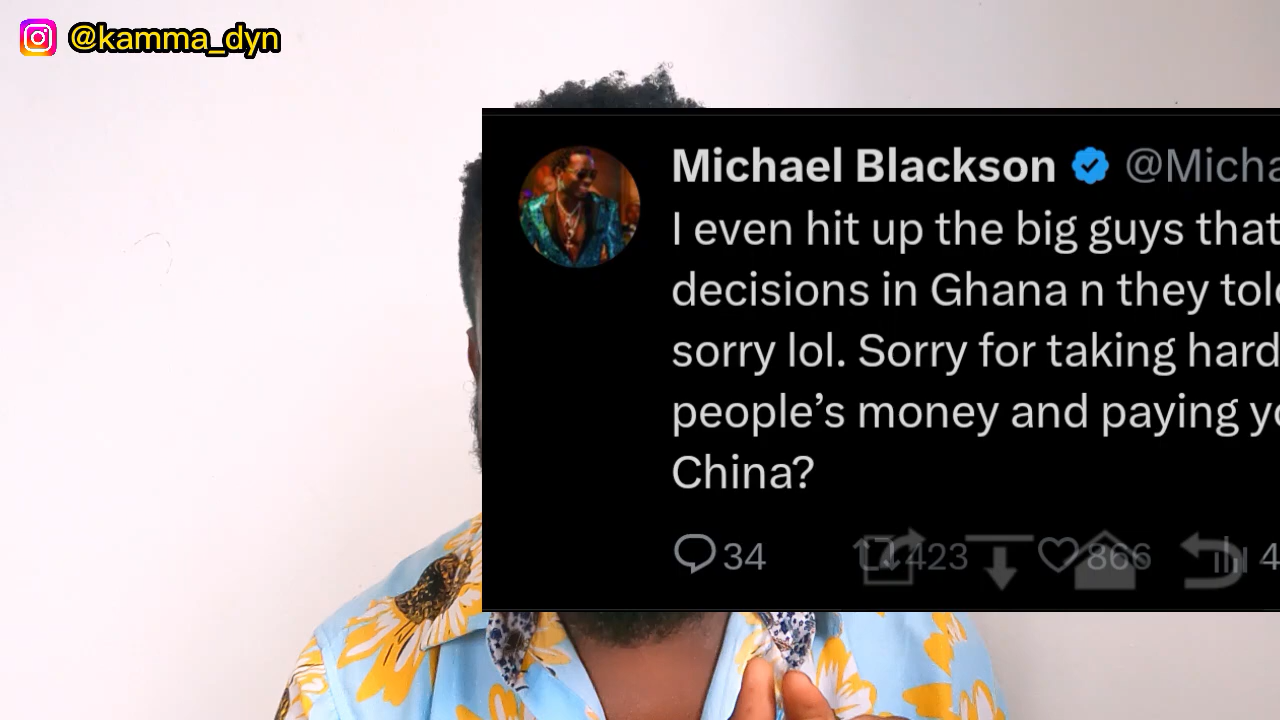 @kamma_dyn
Michael Blackson @Micha
I even hit up the big guys that
decisions in Ghana n they
sorry lol. Sorry for taking hard
people's money and paying
China?
34 423 866